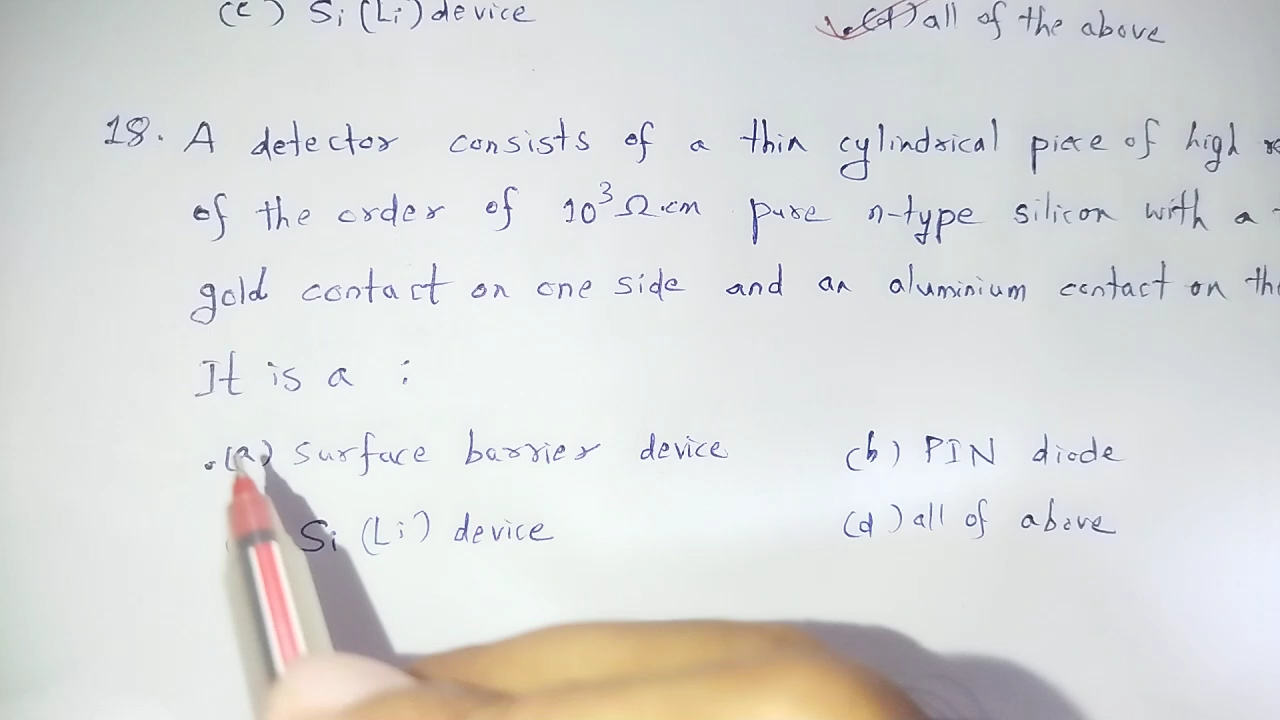 (c) Si(Li) device
(d) all of the above
18. A detector consists of a thin cylindrical piece of high
of the order of 10³ Ω.cm pure n-type silicon with a
gold contact on one side and an aluminium contact on
It is a :
(a) surface barrier device
(b) PIN diode
Si (Li) device
(d) all of above